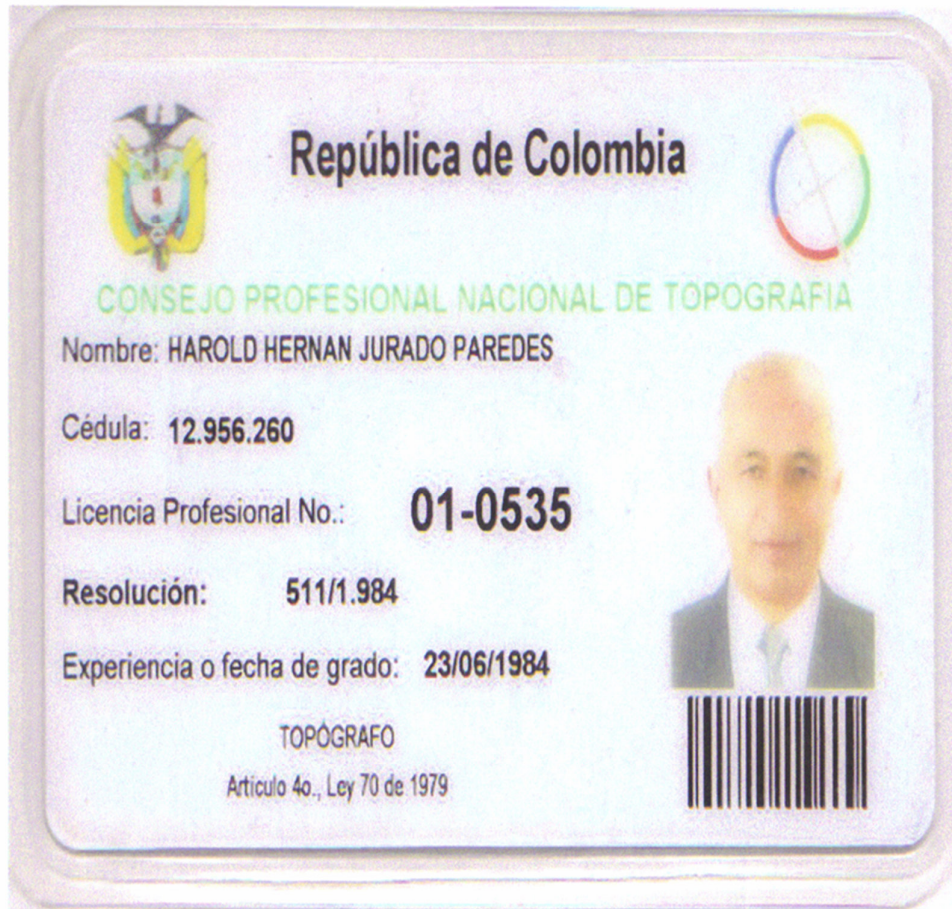 República de Colombia
CONSEJO PROFESIONAL NACIONAL DE TOPOGRAFIA
Nombre: HAROLD HERNAN JURADO PAREDES
Cédula: 12.956.260
Licencia Profesional No.: 01-0535
Resolución: 511/1.984
Experiencia o fecha de grado: 23/06/1984
TOPÓGRAFO
Artículo 4o., Ley 70 de 1979